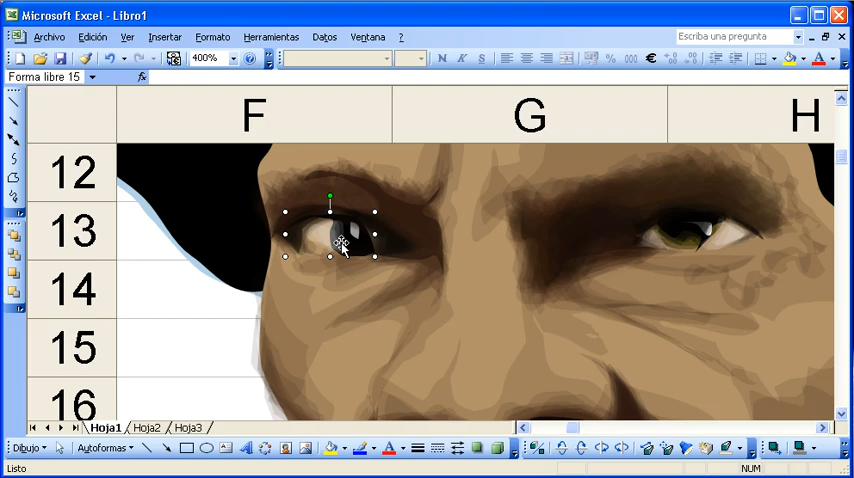 Microsoft Excel - Libro1
Archivo Edición Ver Insertar Formato Herramientas Datos Ventana ? Escriba una pregunta
400% N K S €
Forma libre 15 fx
F G H
12
13
14
15
16
Hoja1 Hoja2 Hoja3
Dibujo Autoformas
Listo NUM